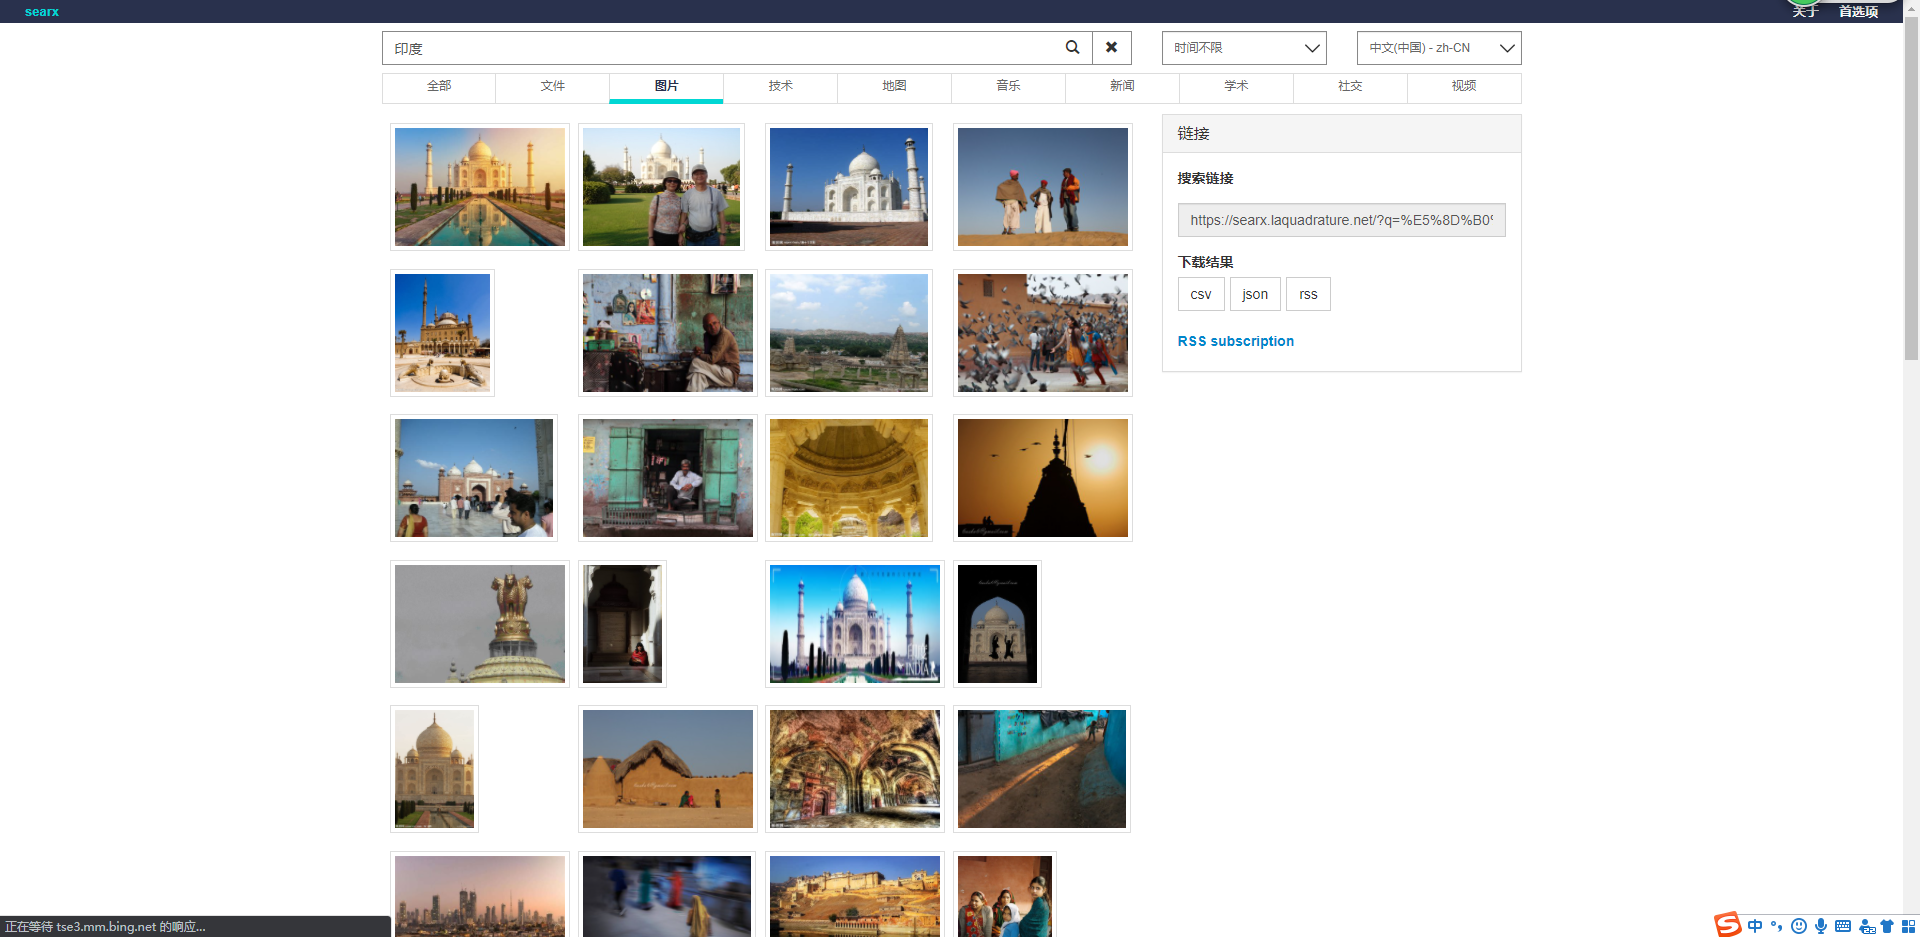 searx
关于 首选项
印度
时间不限
中文(中国) - zh-CN
全部 文件 图片 技术 地图 音乐 新闻 学术 社交 视频
链接
搜索链接
https://searx.laquadrature.net/?q=%E5%8D%B0%
下载结果
csv json rss
RSS subscription
INDIA
正在等待 tse3.mm.bing.net 的响应...
中